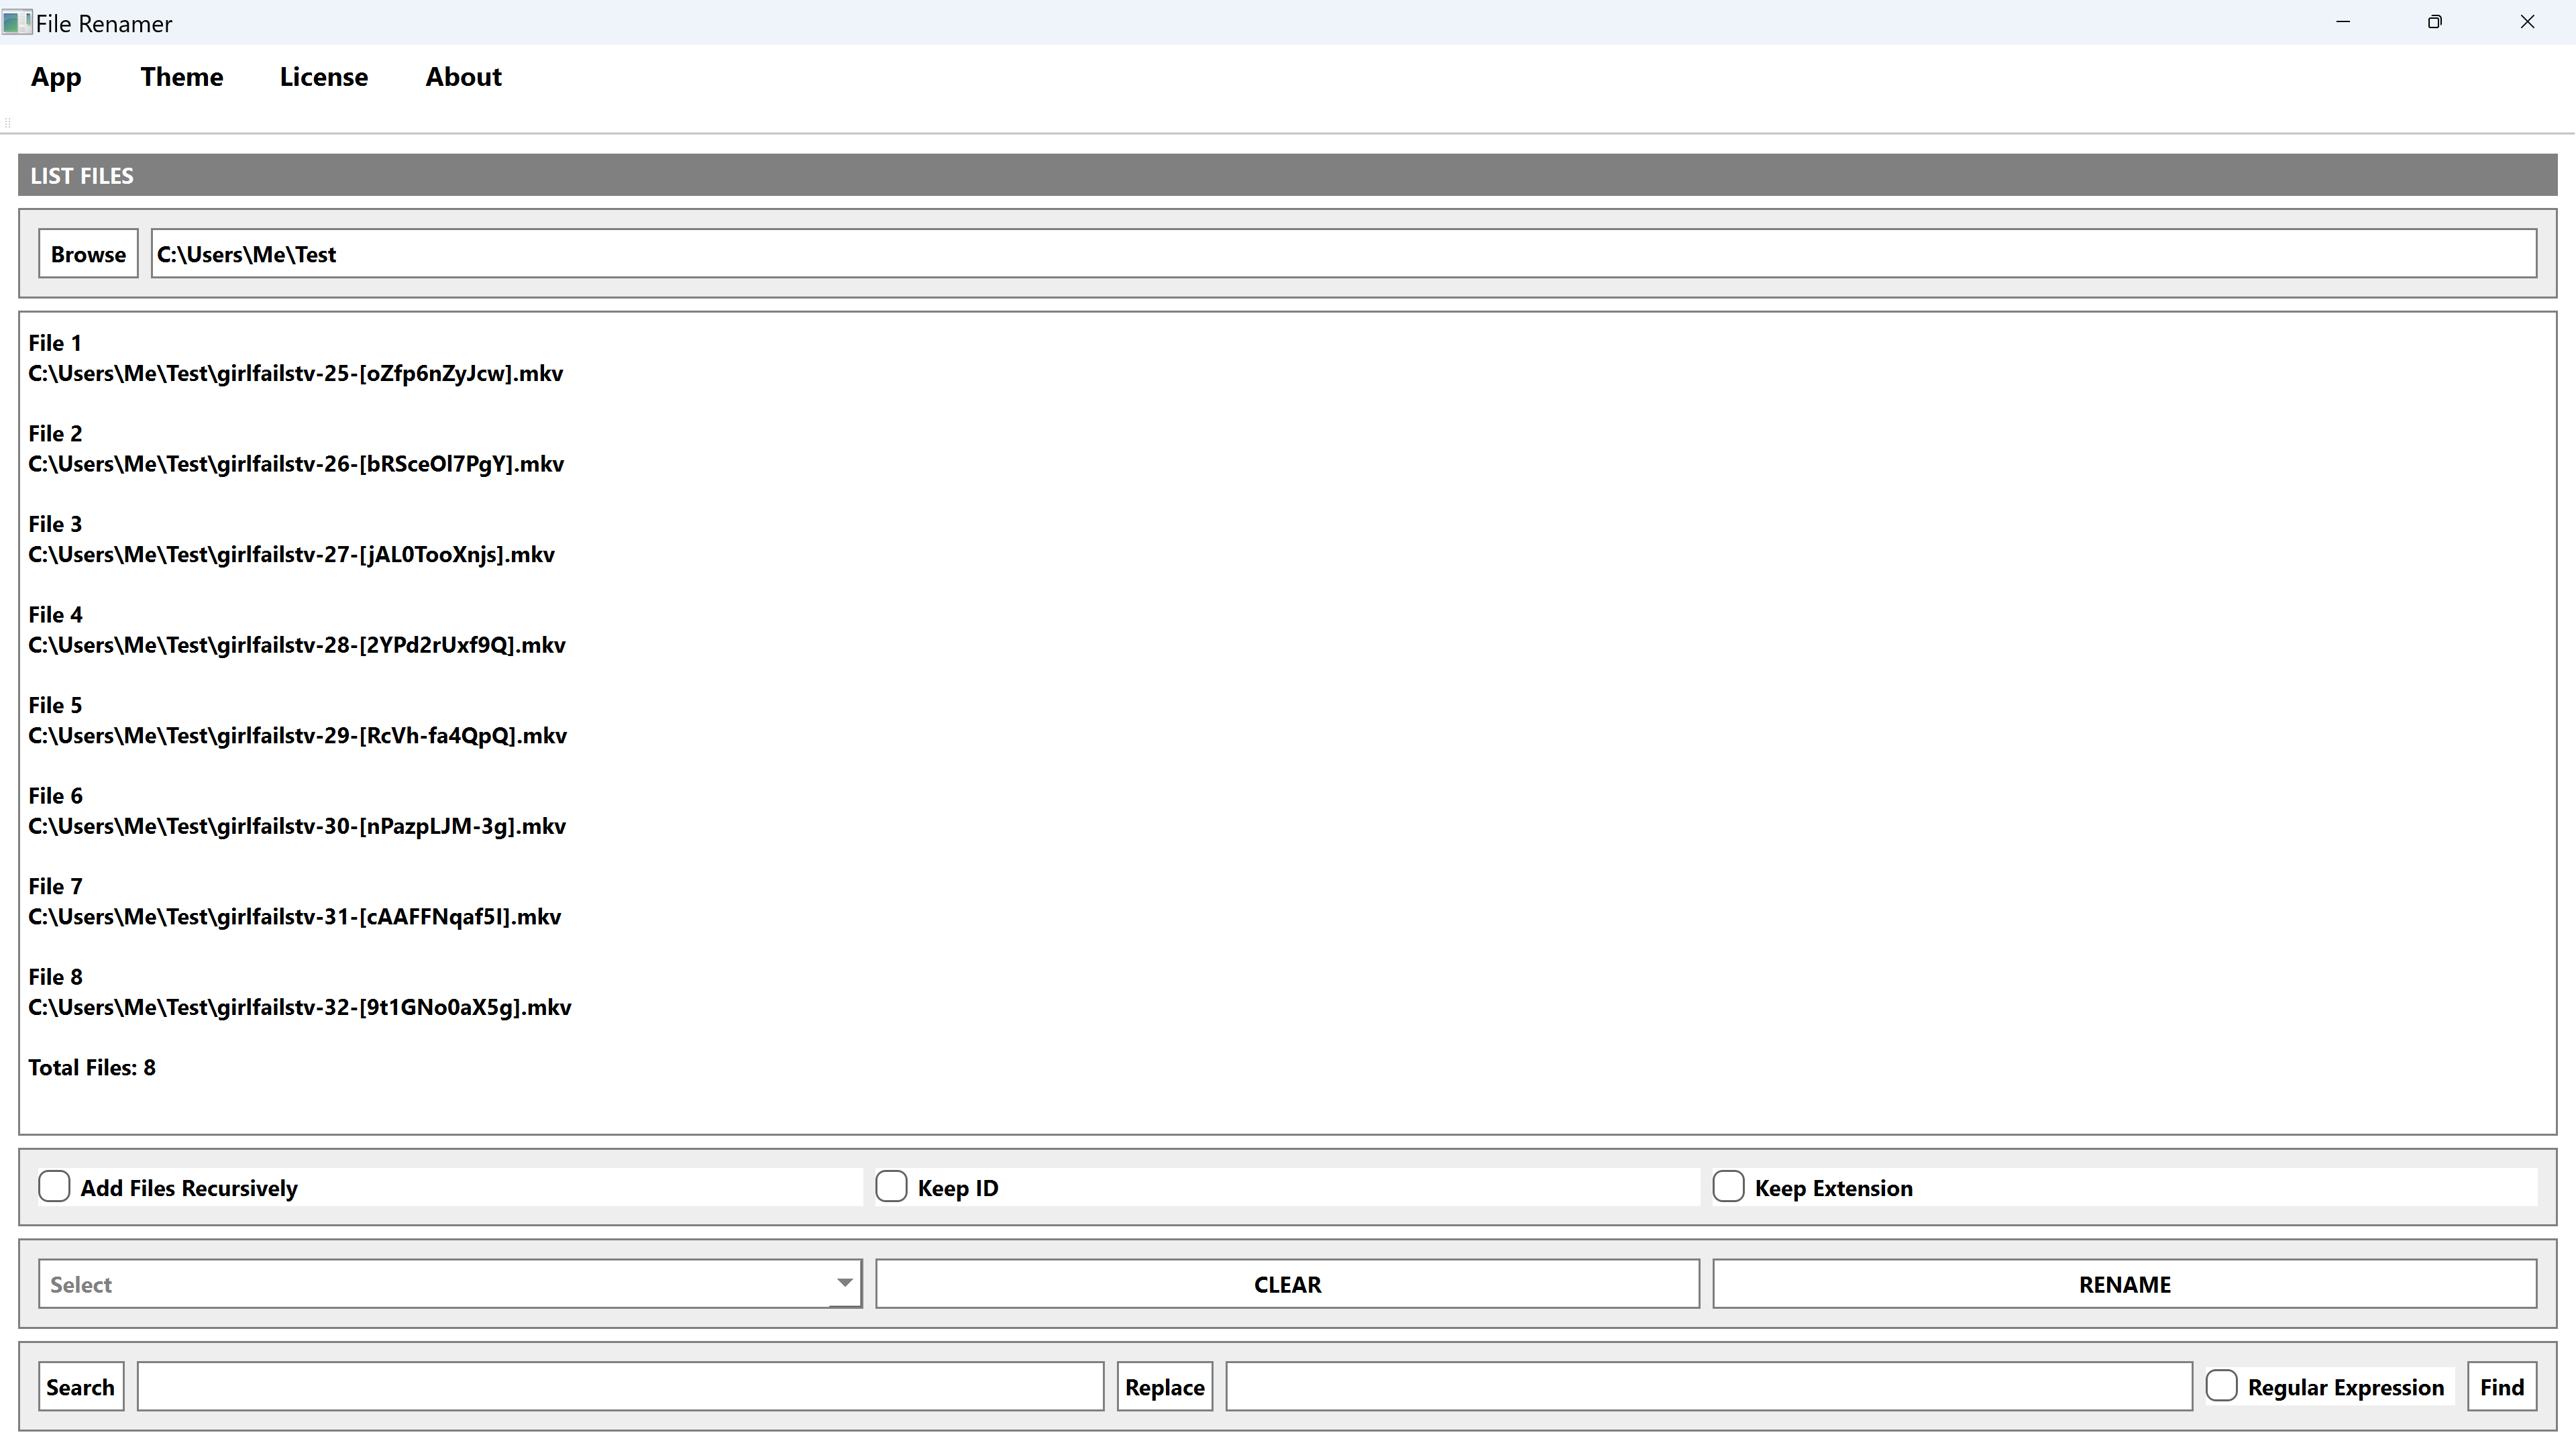 File Renamer
App Theme License About
LIST FILES
Browse C:\Users\Me\Test
File 1
C:\Users\Me\Test\girlfailstv-25-[oZfp6nZyJcw].mkv
File 2
C:\Users\Me\Test\girlfailstv-26-[bRSceOl7PgY].mkv
File 3
C:\Users\Me\Test\girlfailstv-27-[jAL0TooXnjs].mkv
File 4
C:\Users\Me\Test\girlfailstv-28-[2YPd2rUxf9Q].mkv
File 5
C:\Users\Me\Test\girlfailstv-29-[RcVh-fa4QpQ].mkv
File 6
C:\Users\Me\Test\girlfailstv-30-[nPazpLJM-3g].mkv
File 7
C:\Users\Me\Test\girlfailstv-31-[cAAFFNqaf5I].mkv
File 8
C:\Users\Me\Test\girlfailstv-32-[9t1GNo0aX5g].mkv
Total Files: 8
Add Files Recursively Keep ID Keep Extension
Select CLEAR RENAME
Search Replace Regular Expression Find